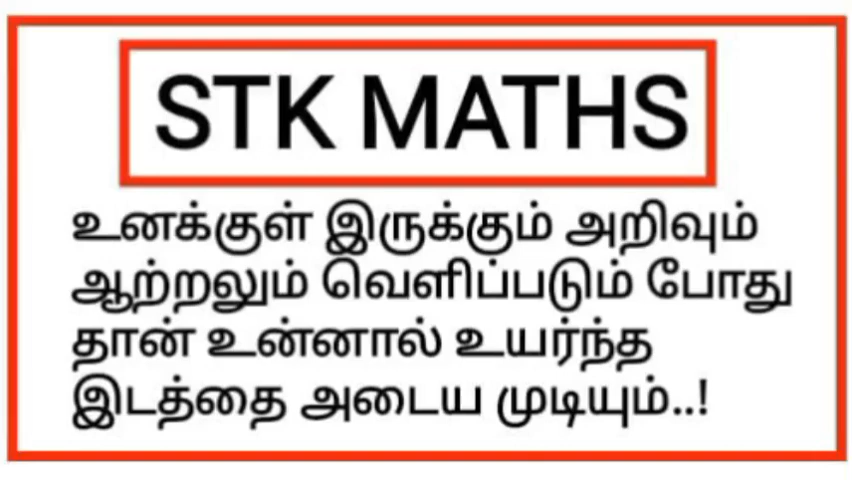 STK MATHS
உனக்குள் இருக்கும் அறிவும்
ஆற்றலும் வெளிப்படும் போது
தான் உன்னால் உயர்ந்த
இடத்தை அடைய முடியும்..!